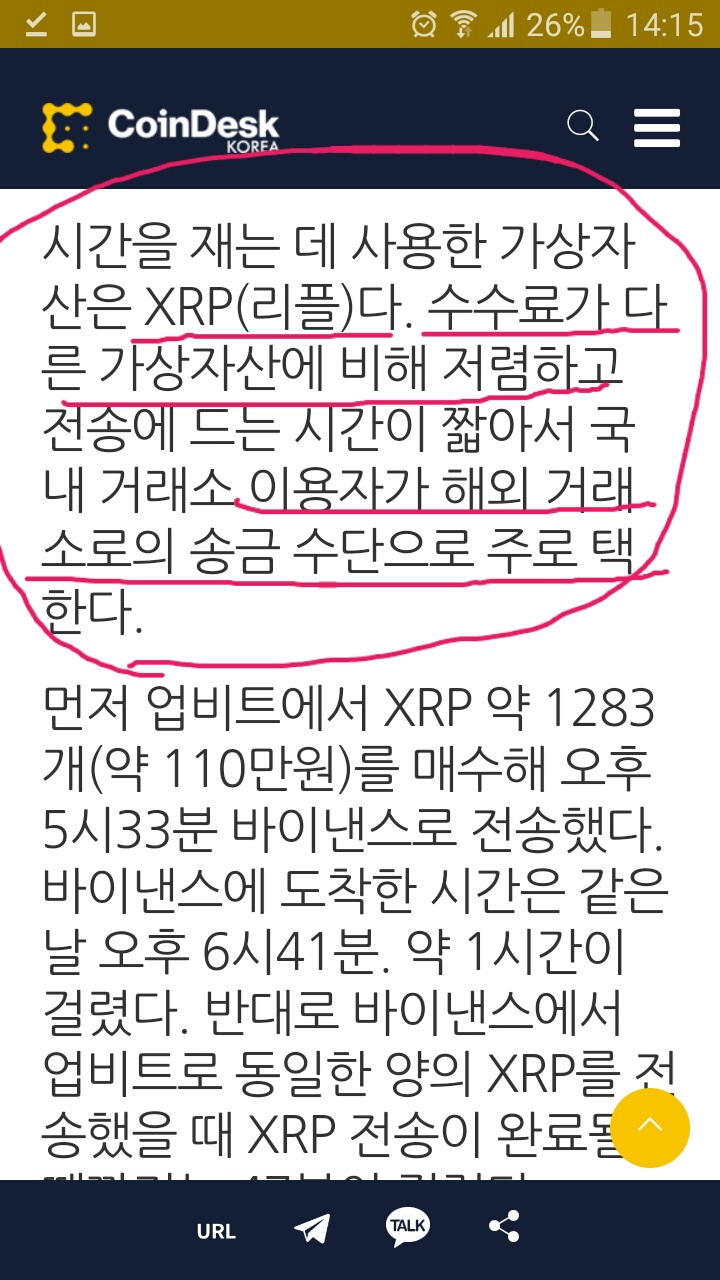 26% 14:15
CoinDesk
KOREA
시간을 재는 데 사용한 가상자
산은 XRP(리플)다. 수수료가 다
른 가상자산에 비해 저렴하고
전송에 드는 시간이 짧아서 국
내 거래소 이용자가 해외 거래
소로의 송금 수단으로 주로 택
한다.
먼저 업비트에서 XRP 약 1283
개(약 110만원)를 매수해 오후
5시33분 바이낸스로 전송했다.
바이낸스에 도착한 시간은 같은
날 오후 6시41분. 약 1시간이
걸렸다. 반대로 바이낸스에서
업비트로 동일한 양의 XRP를 전
송했을 때 XRP 전송이 완료될
URL TALK